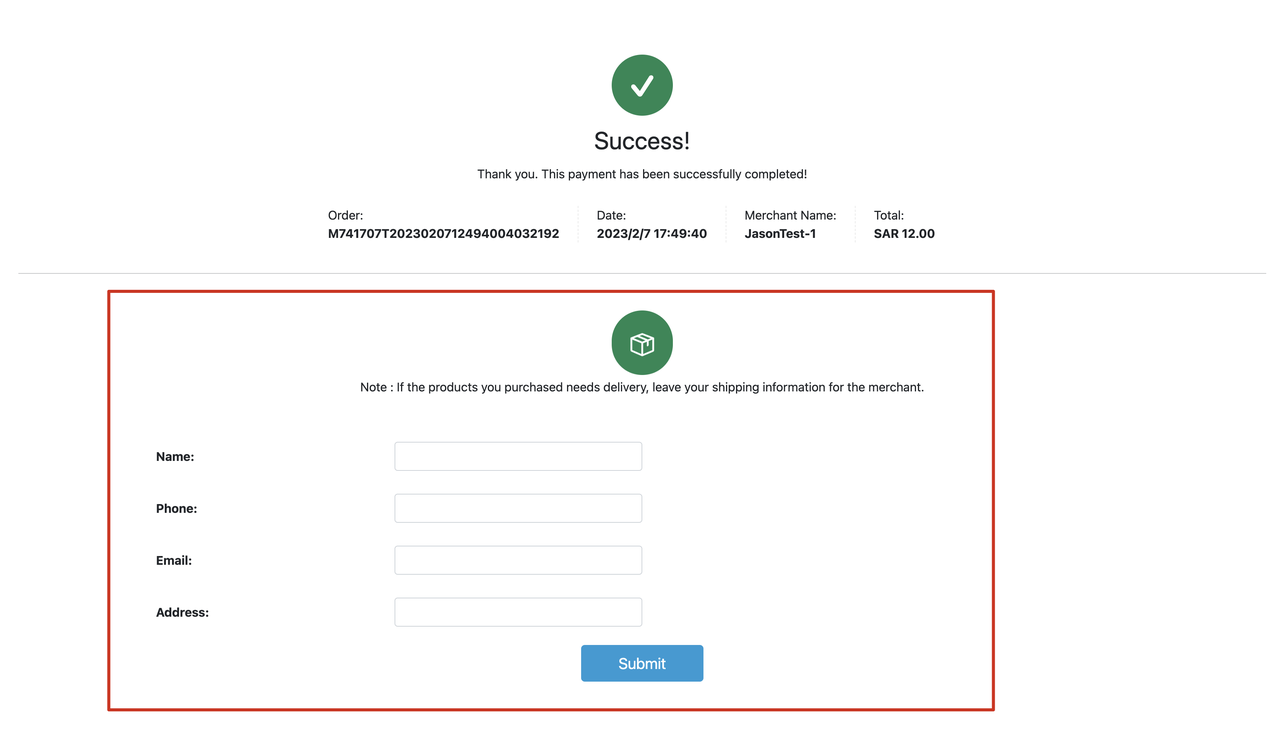 Success!
Thank you. This payment has been successfully completed!
Order:
M741707T2023020712494004032192
Date:
2023/2/7 17:49:40
Merchant Name:
JasonTest-1
Total:
SAR 12.00
Note : If the products you purchased needs delivery, leave your shipping information for the merchant.
Name:
Phone:
Email:
Address:
Submit